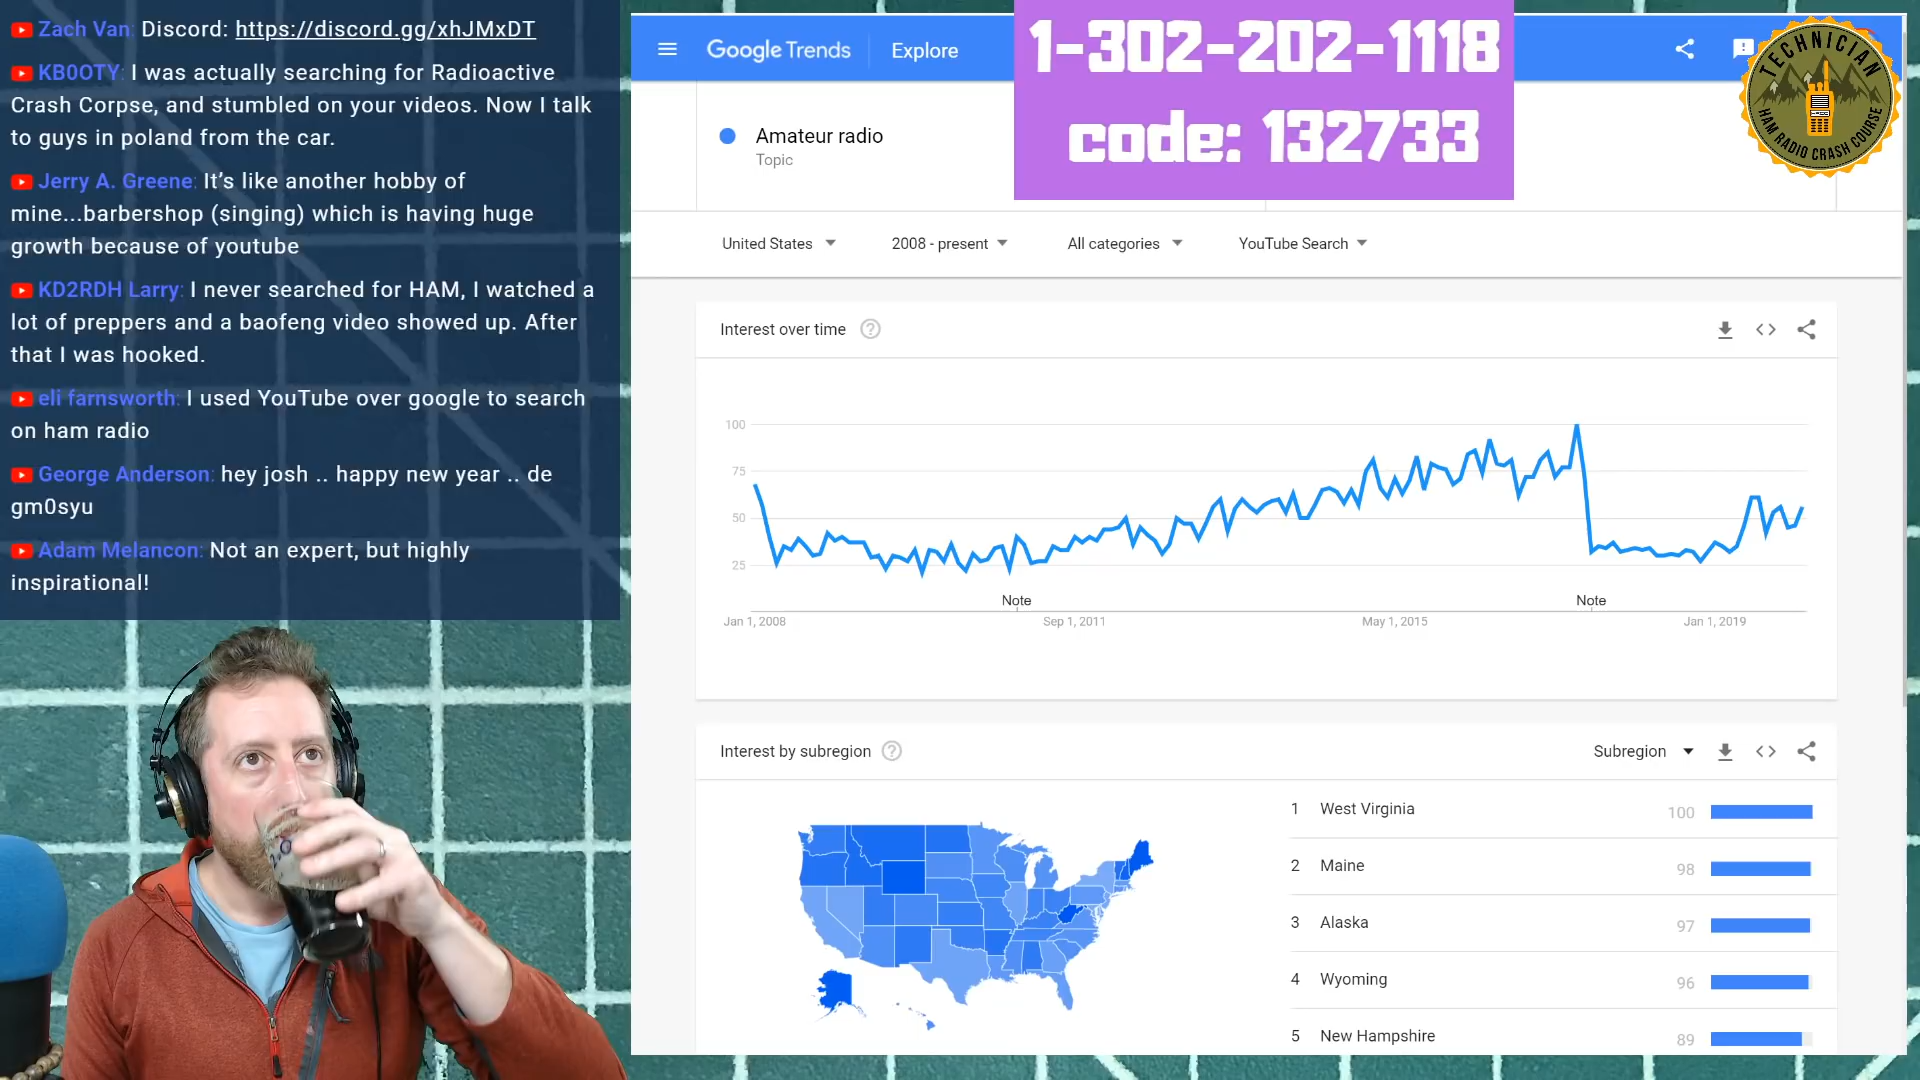 Zach Van: Discord: https://discord.gg/xhJMxDT
KB0OTY: I was actually searching for Radioactive
Crash Corpse, and stumbled on your videos. Now I talk
to guys in poland from the car.
Jerry A. Greene: It's like another hobby of
mine...barbershop (singing) which is having huge
growth because of youtube
KD2RDH Larry: I never searched for HAM, I watched a
lot of preppers and a baofeng video showed up. After
that I was hooked.
eli farnsworth: I used YouTube over google to search
on ham radio
George Anderson: hey josh .. happy new year .. de
gm0syu
Adam Melancon: Not an expert, but highly
inspirational!
Google Trends
Explore
1-302-202-1118
code: 132733
TECHNICIAN
HAM RADIO CRASH COURSE
Amateur radio
Topic
United States
2008 - present
All categories
YouTube Search
Interest over time
100
75
50
25
Note
Note
Jan 1, 2008
Sep 1, 2011
May 1, 2015
Jan 1, 2019
Interest by subregion
Subregion
1 West Virginia 100
2 Maine 98
3 Alaska 97
4 Wyoming 96
5 New Hampshire 89